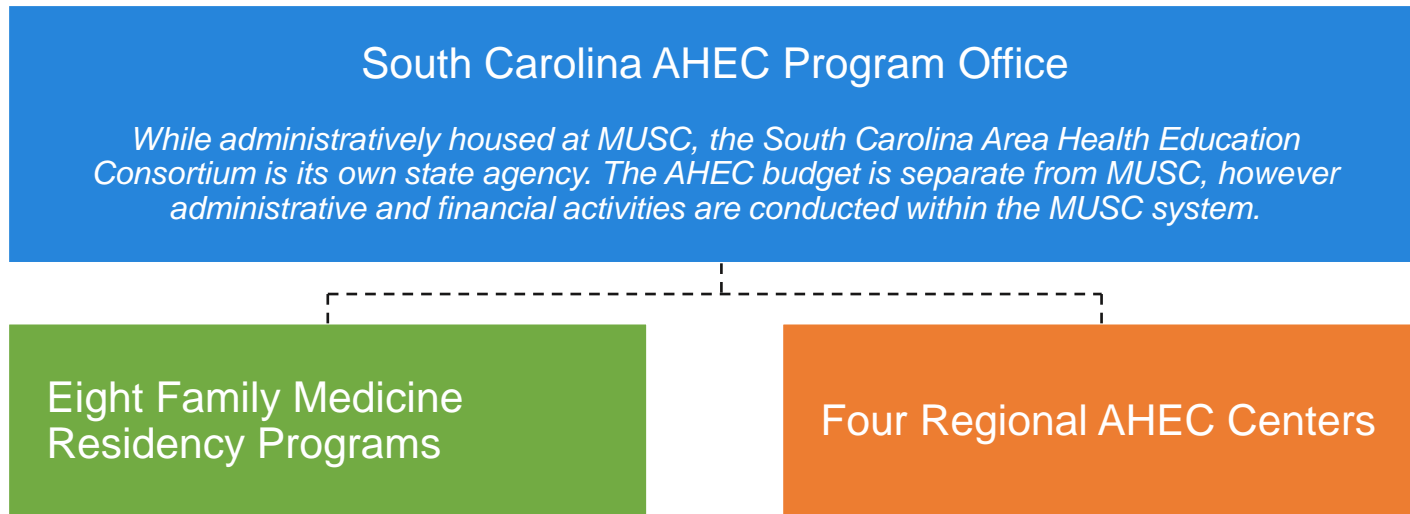 South Carolina AHEC Program Office
While administratively housed at MUSC, the South Carolina Area Health Education
Consortium is its own state agency. The AHEC budget is separate from MUSC, however
administrative and financial activities are conducted within the MUSC system.
Eight Family Medicine
Residency Programs
Four Regional AHEC Centers